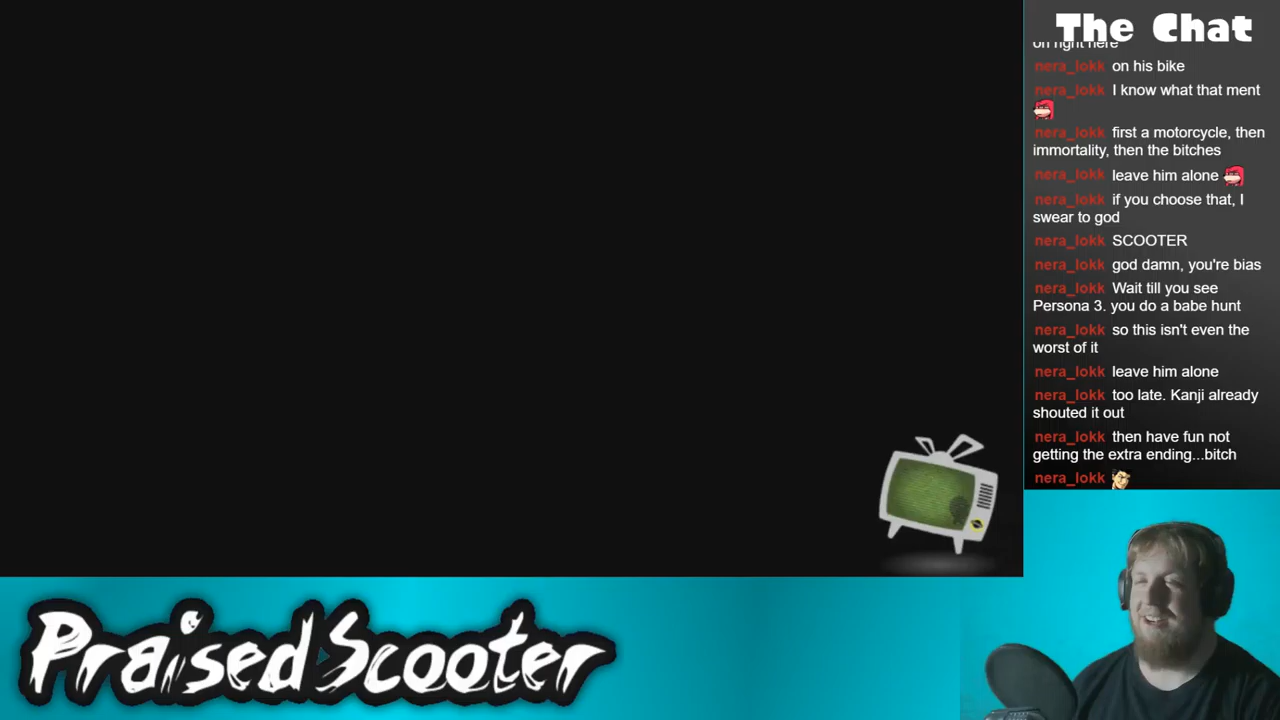 The Chat
on right here
nera_lokk on his bike
nera_lokk I know what that ment
nera_lokk first a motorcycle, then
immortality, then the bitches
nera_lokk leave him alone
nera_lokk if you choose that, I
swear to god
nera_lokk SCOOTER
nera_lokk god damn, you're bias
nera_lokk Wait till you see
Persona 3. you do a babe hunt
nera_lokk so this isn't even the
worst of it
nera_lokk leave him alone
nera_lokk too late. Kanji already
shouted it out
nera_lokk then have fun not
getting the extra ending...bitch
nera_lokk
PraisedScooter